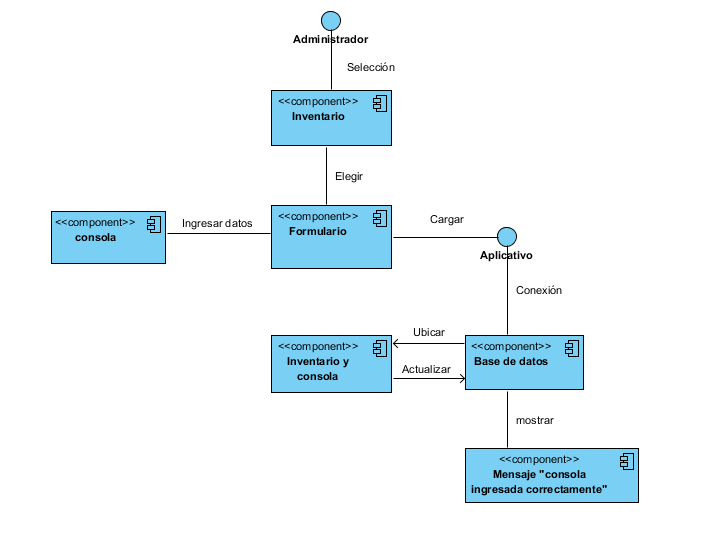 Administrador
Selección
<<component>>
Inventario
Elegir
<<component>>
consola
Ingresar datos
<<component>>
Formulario
Cargar
Aplicativo
Conexión
<<component>>
Inventario y
consola
Ubicar
Actualizar
<<component>>
Base de datos
mostrar
<<component>>
Mensaje "consola
ingresada correctamente"